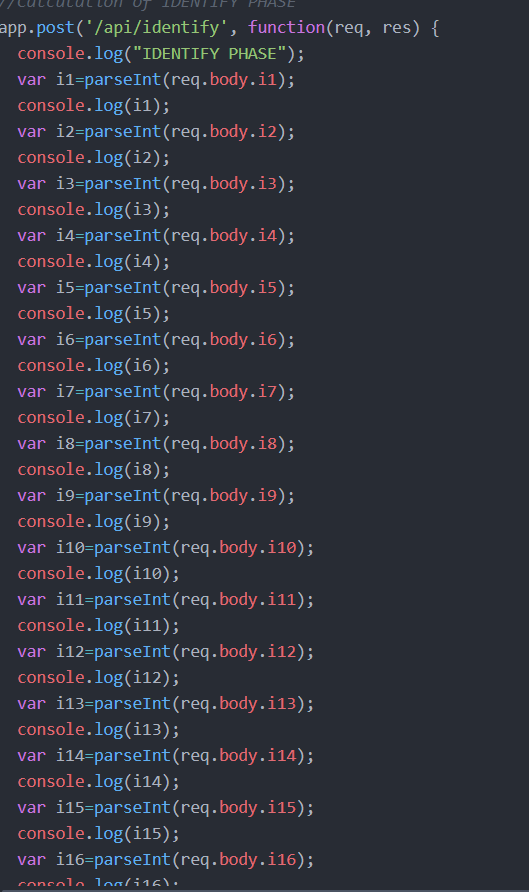 //Calculation of IDENTIFY PHASE
app.post('/api/identify', function(req, res) {
console.log("IDENTIFY PHASE");
var i1=parseInt(req.body.i1);
console.log(i1);
var i2=parseInt(req.body.i2);
console.log(i2);
var i3=parseInt(req.body.i3);
console.log(i3);
var i4=parseInt(req.body.i4);
console.log(i4);
var i5=parseInt(req.body.i5);
console.log(i5);
var i6=parseInt(req.body.i6);
console.log(i6);
var i7=parseInt(req.body.i7);
console.log(i7);
var i8=parseInt(req.body.i8);
console.log(i8);
var i9=parseInt(req.body.i9);
console.log(i9);
var i10=parseInt(req.body.i10);
console.log(i10);
var i11=parseInt(req.body.i11);
console.log(i11);
var i12=parseInt(req.body.i12);
console.log(i12);
var i13=parseInt(req.body.i13);
console.log(i13);
var i14=parseInt(req.body.i14);
console.log(i14);
var i15=parseInt(req.body.i15);
console.log(i15);
var i16=parseInt(req.body.i16);
console.log(i16);